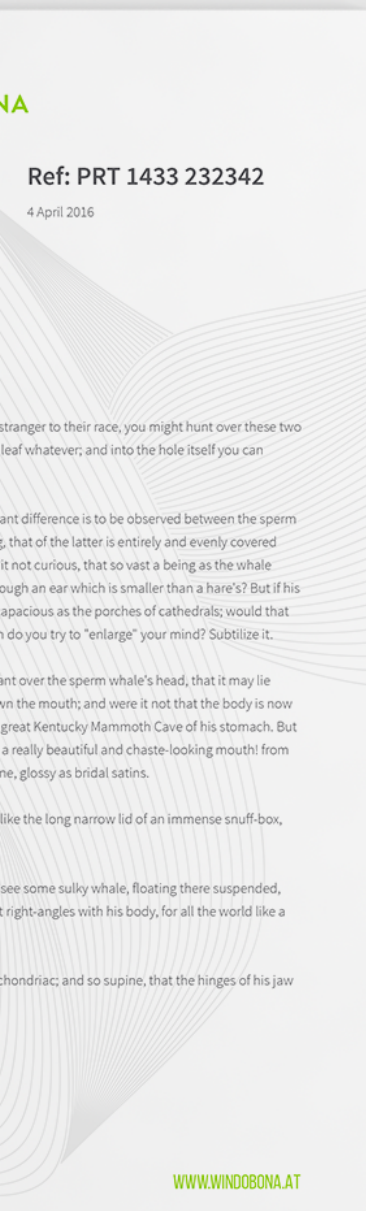 NA
Ref: PRT 1433 232342
4 April 2016
stranger to their race, you might hunt over these two
leaf whatever; and into the hole itself you can
ant difference is to be observed between the sperm
g, that of the latter is entirely and evenly covered
it not curious, that so vast a being as the whale
ough an ear which is smaller than a hare's? But if his
apacious as the porches of cathedrals; would that
n do you try to "enlarge" your mind? Subtilize it.
ant over the sperm whale's head, that it may lie
wn the mouth; and were it not that the body is now
great Kentucky Mammoth Cave of his stomach. But
a really beautiful and chaste-looking mouth! from
ne, glossy as bridal satins.
like the long narrow lid of an immense snuff-box,
see some sulky whale, floating there suspended,
t right-angles with his body, for all the world like a
chondriac; and so supine, that the hinges of his jaw
WWW.WINDOBONA.AT